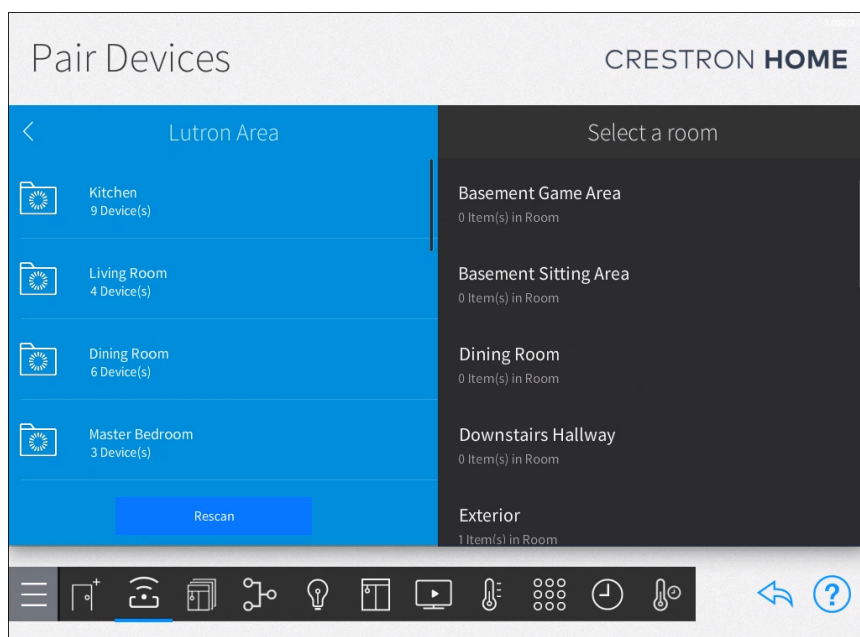 Pair Devices
CRESTRON HOME
Lutron Area
Kitchen
9 Device(s)
Living Room
4 Device(s)
Dining Room
6 Device(s)
Master Bedroom
3 Device(s)
Rescan
Select a room
Basement Game Area
0 Item(s) in Room
Basement Sitting Area
0 Item(s) in Room
Dining Room
0 Item(s) in Room
Downstairs Hallway
0 Item(s) in Room
Exterior
1 Item(s) in Room
?